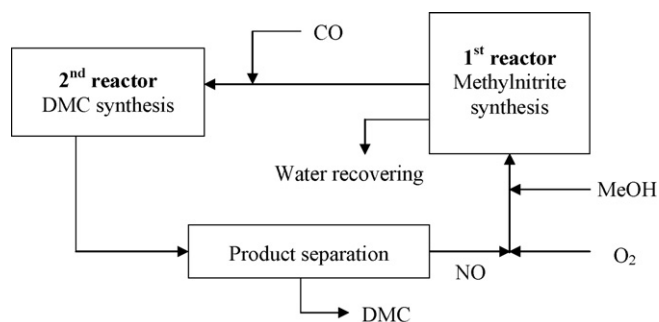 CO
1st reactor
Methylnitrite
synthesis
2nd reactor
DMC synthesis
Water recovering
MeOH
Product separation
NO
O₂
DMC